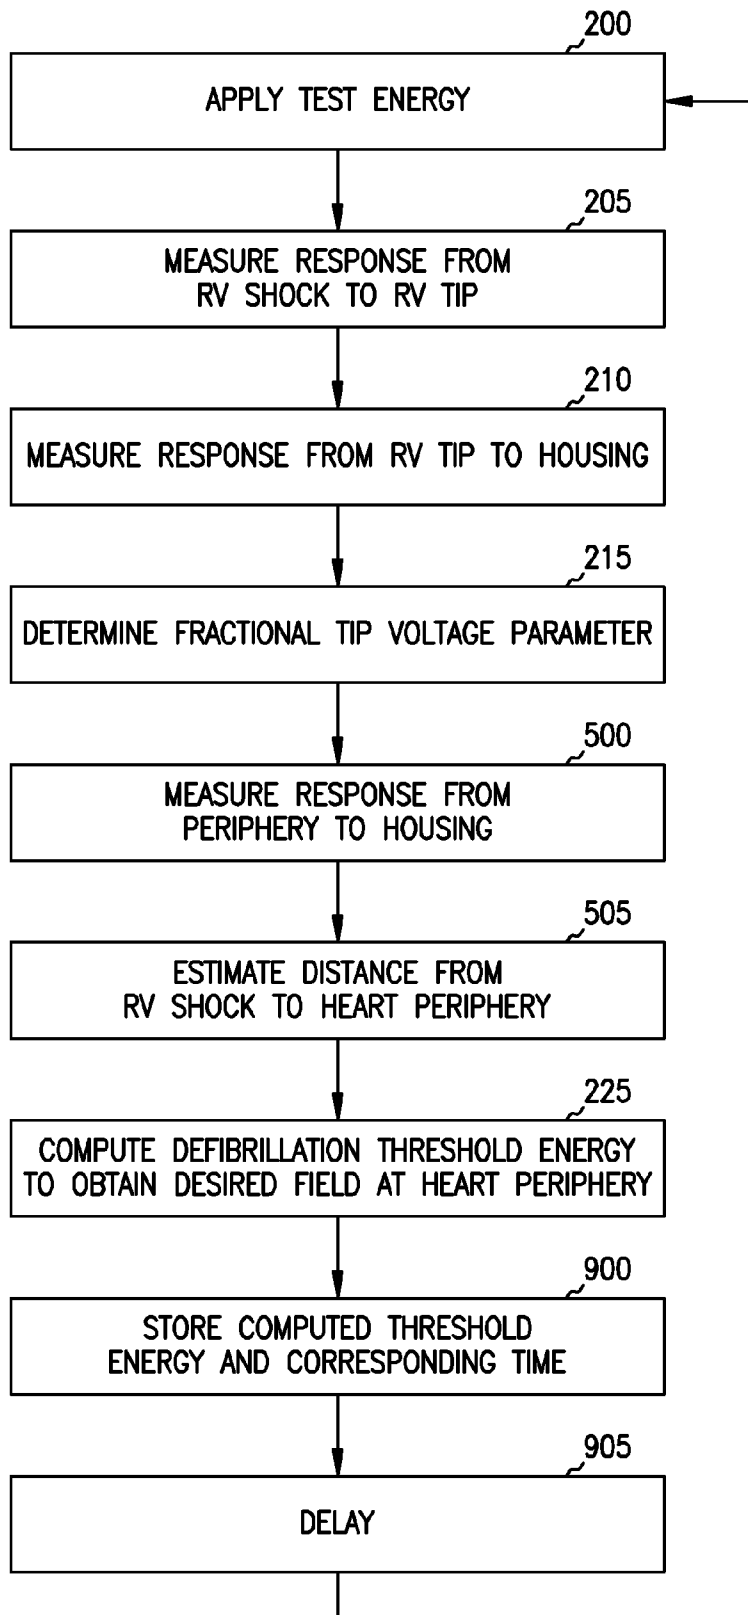 200
APPLY TEST ENERGY
205
MEASURE RESPONSE FROM
RV SHOCK TO RV TIP
210
MEASURE RESPONSE FROM RV TIP TO HOUSING
215
DETERMINE FRACTIONAL TIP VOLTAGE PARAMETER
500
MEASURE RESPONSE FROM
PERIPHERY TO HOUSING
505
ESTIMATE DISTANCE FROM
RV SHOCK TO HEART PERIPHERY
225
COMPUTE DEFIBRILLATION THRESHOLD ENERGY
TO OBTAIN DESIRED FIELD AT HEART PERIPHERY
900
STORE COMPUTED THRESHOLD
ENERGY AND CORRESPONDING TIME
905
DELAY